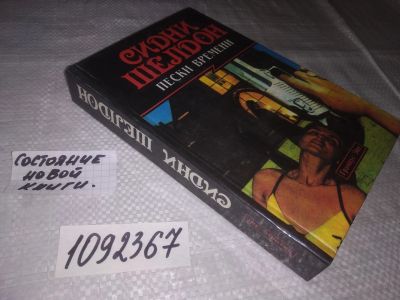 СИДНИ
ШЕЛДОН
ПЕСКИ ВРЕМЕНИ
СИДНИ ШЕЛДОН
СОСТОЯНИЕ
НОВОЙ
КНИГИ.
1092367